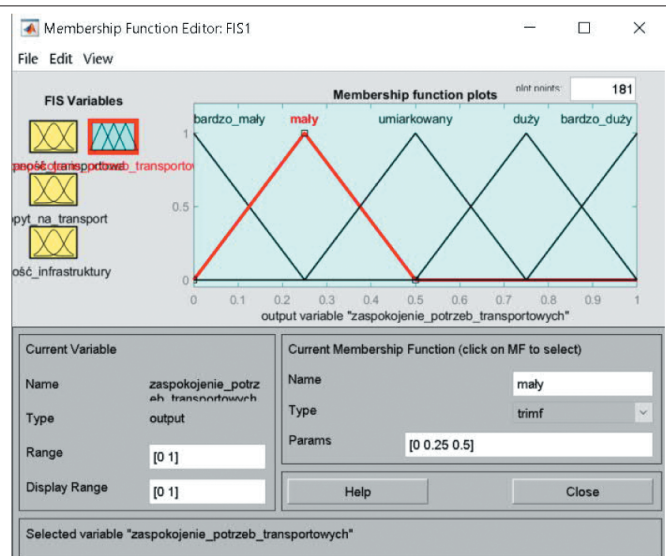 Membership Function Editor: FIS1
File Edit View
FIS Variables
Membership function plots
plot points:
181
bardzo_mały mały umiarkowany duży bardzo_duży
1
0.5
0
0 0.1 0.2 0.3 0.4 0.5 0.6 0.7 0.8 0.9 1
output variable "zaspokojenie_potrzeb_transportowych"
pyt_na_transport
ość_infrastruktury
Current Variable
Name
zaspokojenie_potrz
eb_transportowych
Type
output
Range
[0 1]
Display Range
[0 1]
Current Membership Function (click on MF to select)
Name
mały
Type
trimf
Params
[0 0.25 0.5]
Help
Close
Selected variable "zaspokojenie_potrzeb_transportowych"